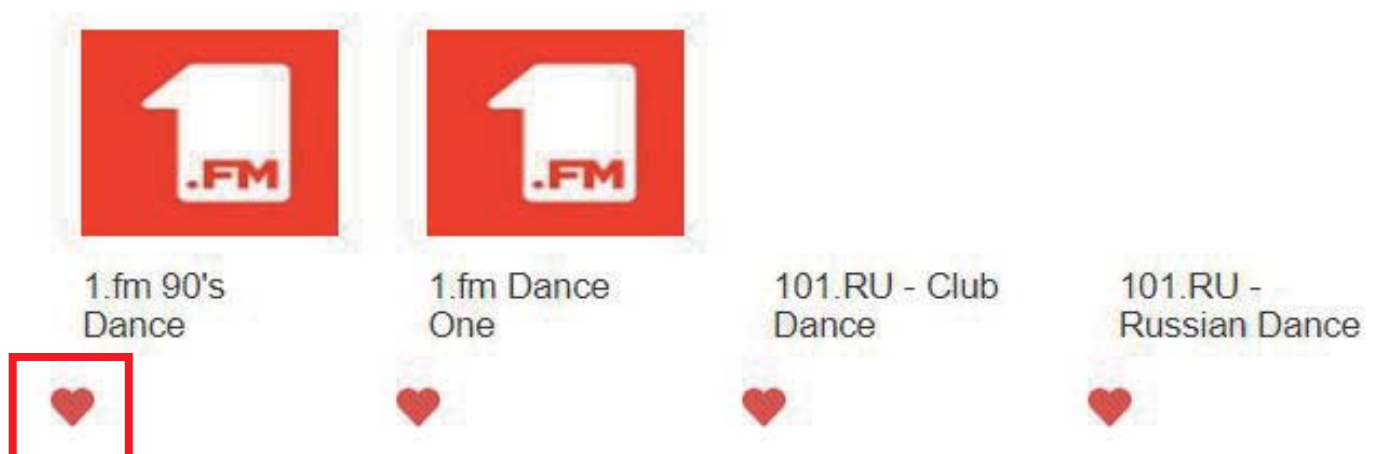 .FM
.FM
1.fm 90's
Dance
1.fm Dance
One
101.RU - Club
Dance
101.RU -
Russian Dance